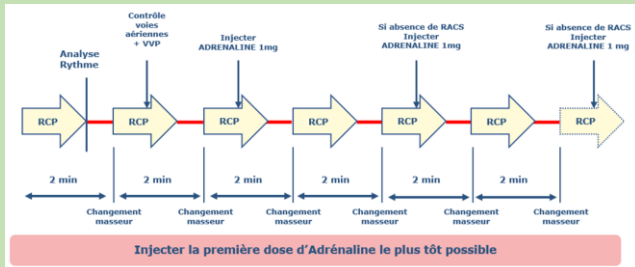 Contrôle
voies
aériennes
+ VVP
Injecter
ADRENALINE 1mg
Si absence de RACS
Injecter
ADRENALINE 1mg
Si absence de RACS
Injecter
ADRENALINE 1 mg
Analyse
Rythme
RCP
RCP
RCP
RCP
RCP
RCP
RCP
2 min
2 min
2 min
2 min
2 min
2 min
Changement
masseur
Changement
masseur
Changement
masseur
Changement
masseur
Changement
masseur
Changement
masseur
Injecter la première dose d'Adrénaline le plus tôt possible